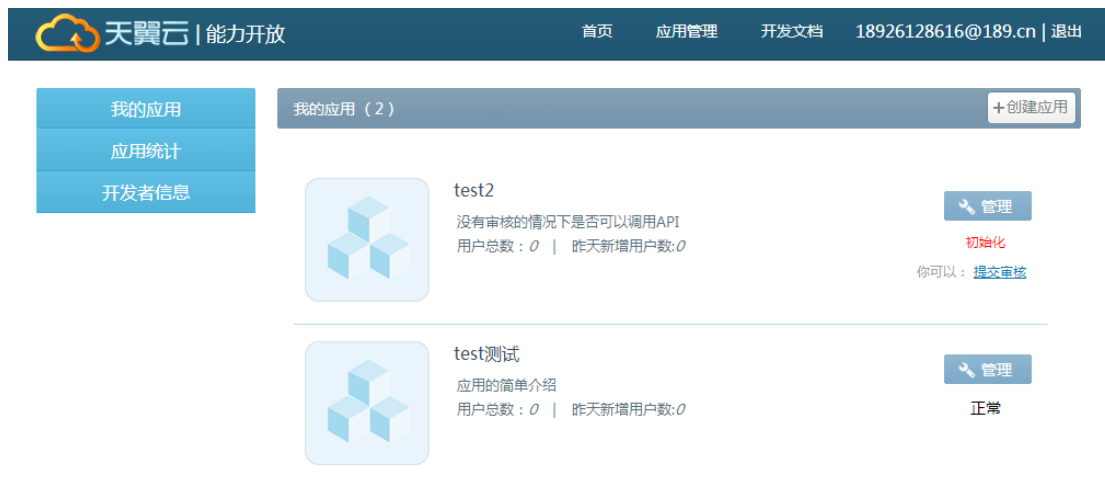 天翼云 | 能力开放 首页 应用管理 开发文档 18926128616@189.cn | 退出
我的应用
应用统计
开发者信息
我的应用（2） +创建应用
test2
没有审核的情况下是否可以调用API
用户总数：0 | 昨天新增用户数:0
管理
初始化
你可以：提交审核
test测试
应用的简单介绍
用户总数：0 | 昨天新增用户数:0
管理
正常